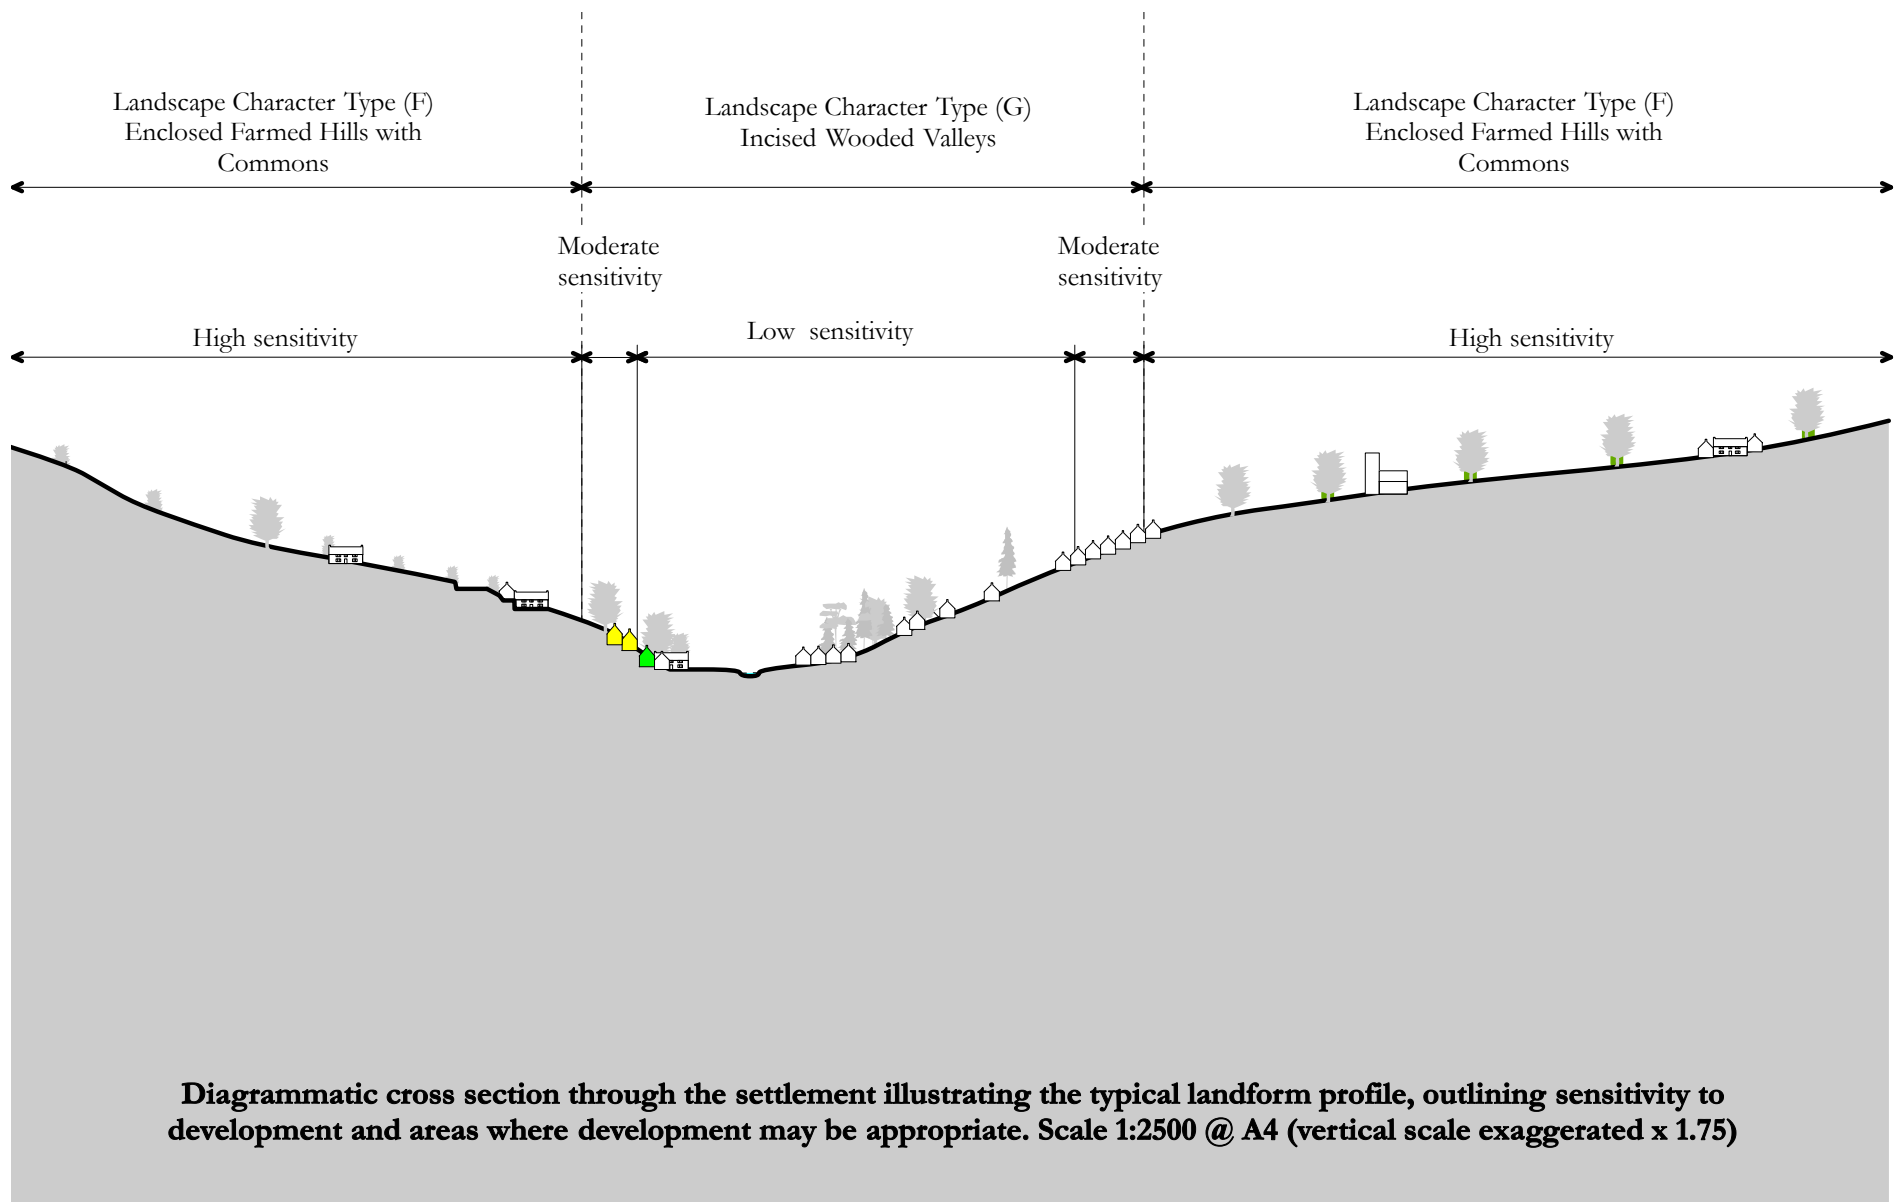 Landscape Character Type (F)
Enclosed Farmed Hills with
Commons
Landscape Character Type (G)
Incised Wooded Valleys
Landscape Character Type (F)
Enclosed Farmed Hills with
Commons
Moderate
sensitivity
Moderate
sensitivity
High sensitivity
Low sensitivity
High sensitivity
Diagrammatic cross section through the settlement illustrating the typical landform profile, outlining sensitivity to
development and areas where development may be appropriate. Scale 1:2500 @ A4 (vertical scale exaggerated x 1.75)